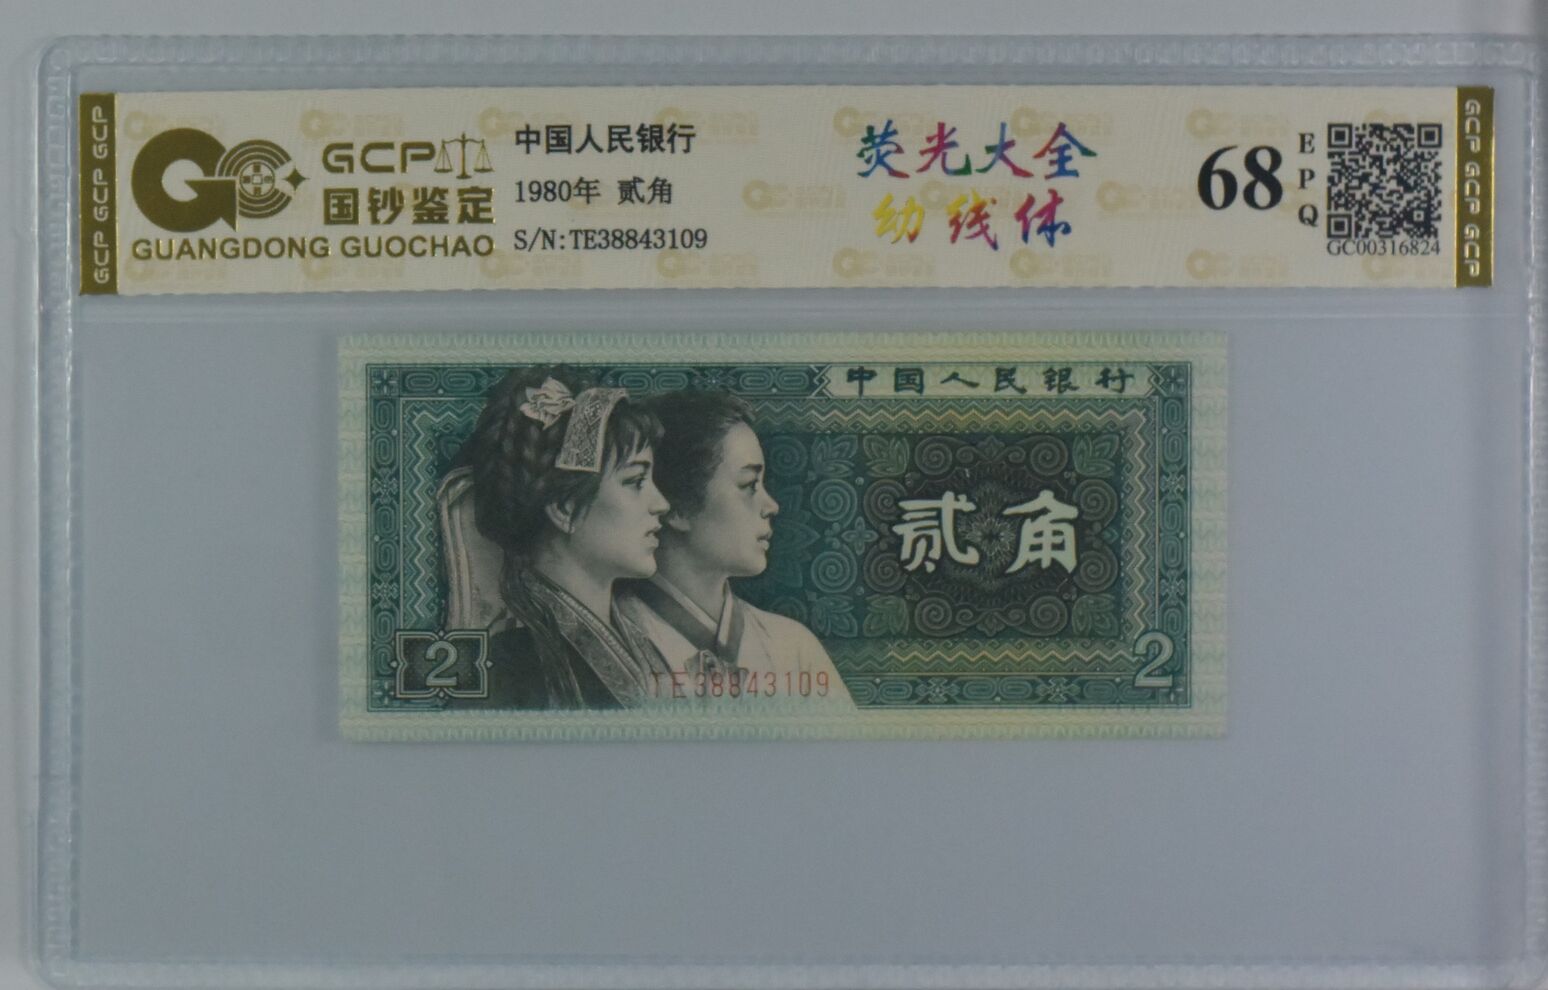 GCP GCP GCP
GCP
国钞鉴定
GUANGDONG GUOCHAO
中国人民银行
1980年 贰角
S/N:TE38843109
荧光大全
幼线体
68
EPQ
GC00316824
GCP GCP GCP
中国人民银行
贰角
2
2
TE38843109